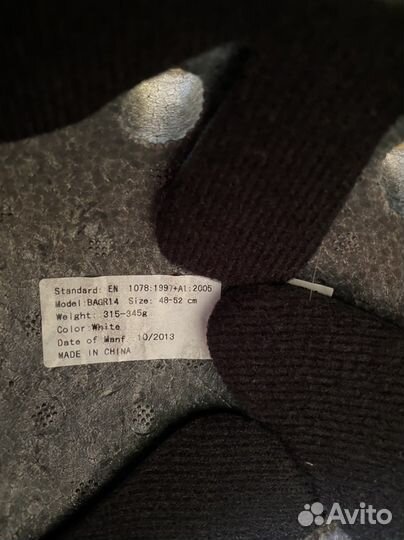 Standard: EN 1078:1997+A1:2005
Model:BAGR14 Size: 48-52 cm
Weight: 315-345g
Color:White
Date of Manf 10/2013
MADE IN CHINA
Avito